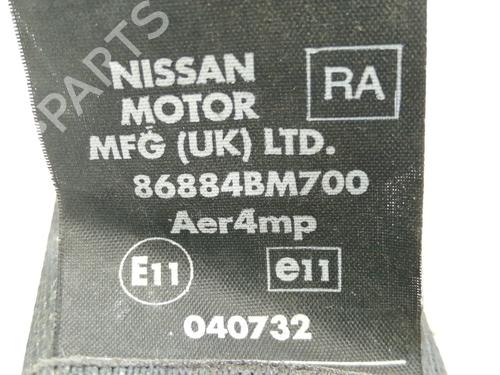 NISSAN
MOTOR
MFG (UK) LTD.
RA
86884BM700
Aer4mp
E11
e11
040732
PARTS